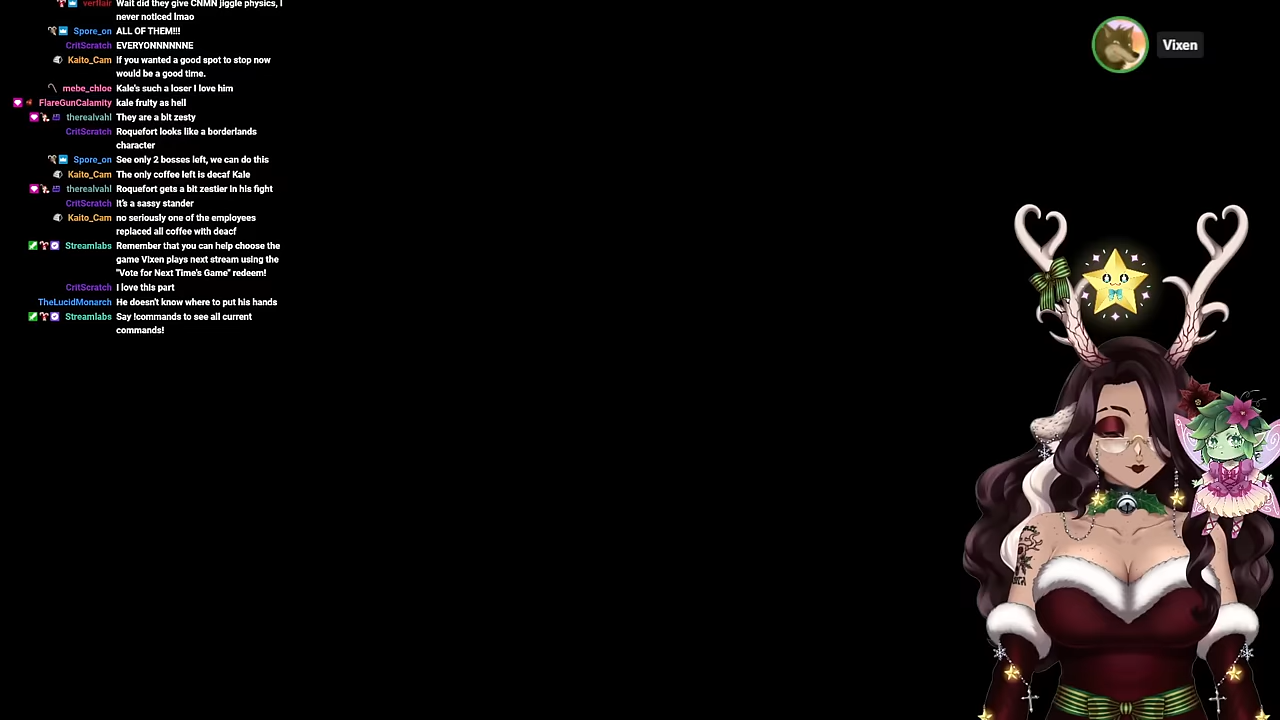 verflair Wait did they give CNMN jiggle physics, I
never noticed lmao
Spore_on ALL OF THEM!!!
CritScratch EVERYONNNNNNE
Kaito_Cam If you wanted a good spot to stop now
would be a good time.
mebe_chloe Kale's such a loser I love him
FlareGunCalamity kale fruity as hell
therealvahl They are a bit zesty
CritScratch Roquefort looks like a borderlands
character
Spore_on See only 2 bosses left, we can do this
Kaito_Cam The only coffee left is decaf Kale
therealvahl Roquefort gets a bit zestier in his fight
CritScratch It's a sassy stander
Kaito_Cam no seriously one of the employees
replaced all coffee with deacf
Streamlabs Remember that you can help choose the
game Vixen plays next stream using the
"Vote for Next Time's Game" redeem!
CritScratch I love this part
TheLucidMonarch He doesn't know where to put his hands
Streamlabs Say !commands to see all current
commands!
Vixen